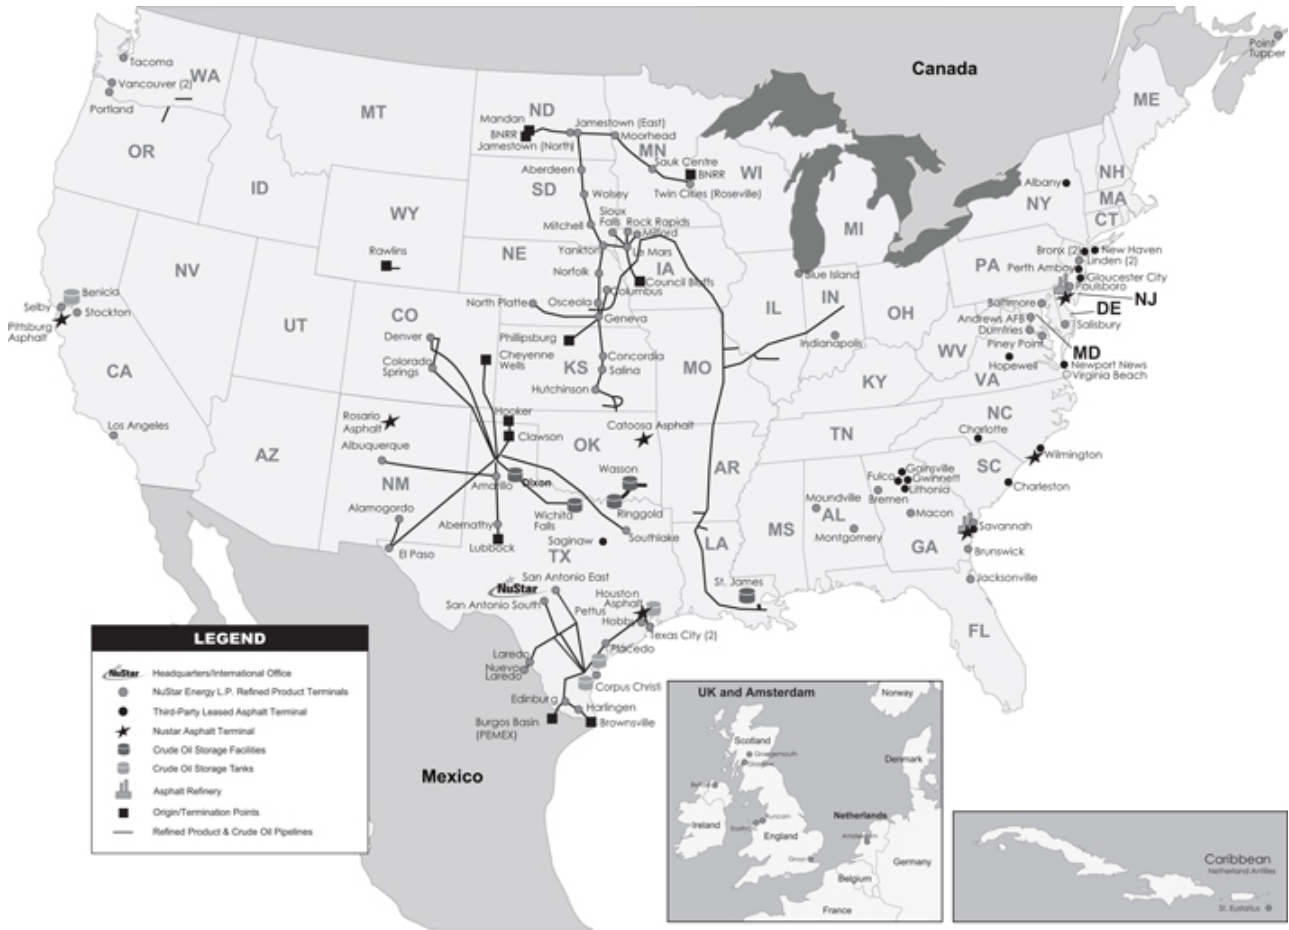 Canada
Point
Tupper
Tacoma
WA
Vancouver (2)
Portland
OR
ID
MT
ND
Mandan
BNRR
Jamestown (North)
Jamestown (East)
Moorhead
MN
Sauk Centre
BNRR
Twin Cities (Roseville)
WI
MI
ME
NH
MA
CT
Albany
NY
Aberdeen
SD
Wolsey
Mitchell
Sioux
Falls
Rock Rapids
Milford
Yankton
Le Mars
WY
Rawlins
NE
Norfolk
IA
Council Bluffs
Columbus
Osceola
North Platte
Geneva
NV
UT
CO
Denver
Colorado
Springs
Phillipsburg
Cheyenne
Wells
KS
Concordia
Salina
Hutchinson
MO
IL
IN
OH
Blue Island
Indianapolis
PA
Bronx (2)
New Haven
Linden (2)
Perth Amboy
Gloucester City
Paulsboro
NJ
DE
Baltimore
Andrews AFB
Dumfries
Salisbury
Piney Point
MD
WV
Hopewell
Newport News
Virginia Beach
VA
KY
Benicia
Selby
Stockton
Pittsburg
Asphalt
CA
Los Angeles
AZ
Rosario
Asphalt
Albuquerque
NM
Alamogordo
El Paso
Hooker
Clawson
OK
Catoosa Asphalt
Amarillo
Dixon
Wasson
Wichita
Falls
Ringgold
Abernathy
Lubbock
Saginaw
Southlake
TX
AR
LA
MS
AL
TN
NC
Charlotte
SC
Wilmington
Charleston
Fulco
Gainsville
Gwinnett
Lithonia
Bremen
Macon
Moundville
Montgomery
GA
Savannah
Brunswick
Jacksonville
FL
St. James
NuStar
San Antonio East
San Antonio South
Pettus
Houston
Asphalt
Hobby
Texas City (2)
Placedo
Laredo
Nuevo
Laredo
Corpus Christi
Edinburg
Harlingen
Burgos Basin
(PEMEX)
Brownsville
Mexico
LEGEND
NuStar Headquarters/International Office
NuStar Energy L.P. Refined Product Terminals
Third-Party Leased Asphalt Terminal
Nustar Asphalt Terminal
Crude Oil Storage Facilities
Crude Oil Storage Tanks
Asphalt Refinery
Origin/Termination Points
Refined Product & Crude Oil Pipelines
UK and Amsterdam
Norway
Scotland
Grangemouth
Glasgow
Denmark
Belfast
Ireland
Runcorn
Eastham
England
Grays
Netherlands
Amsterdam
Germany
Belgium
France
Caribbean
Netherland Antilles
St. Eustatius